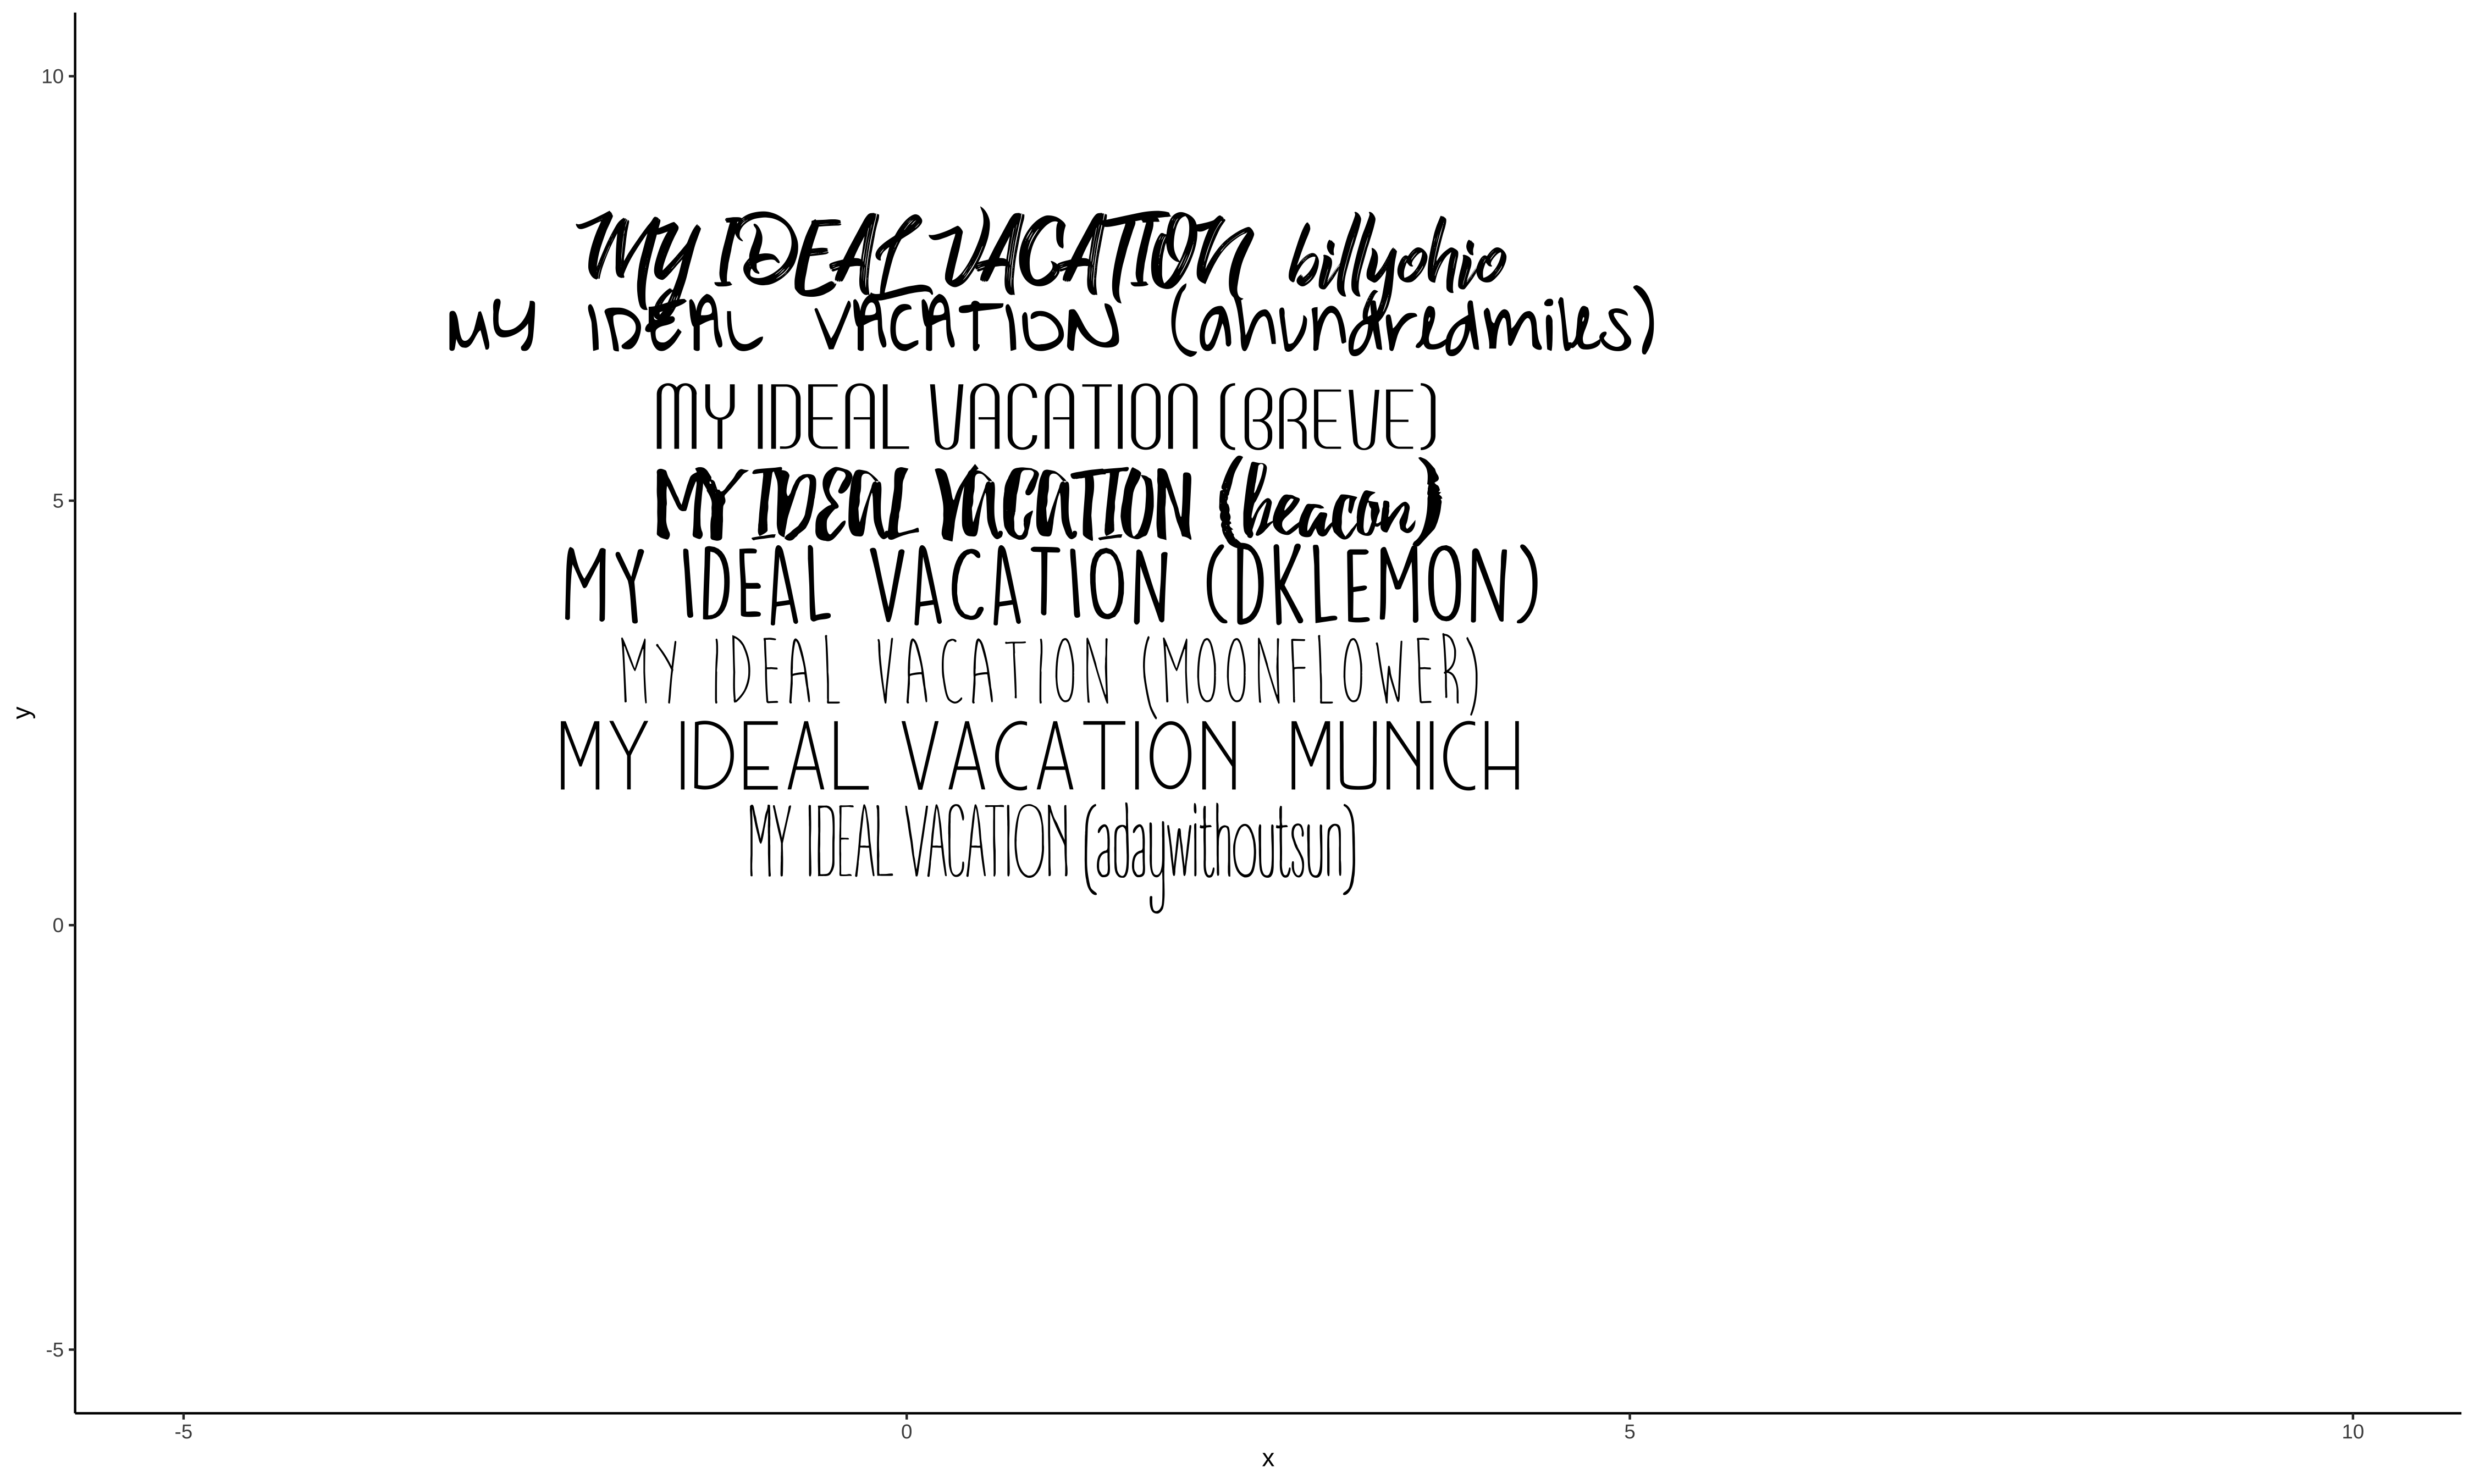 10
MY IDEAL VACATION billyohio
MY IDEAL VACATION (ahundredmiles)
MY IDEAL VACATION (BREVE)
5
MY IDEAL VACATION (beacon)
MY IDEAL VACATION (DKLEMON)
MY IDEAL VACATION (MOONFLOWER)
y
MY IDEAL VACATION MUNICH
MY IDEAL VACATION (adaywithoutsun)
0
-5
-5 0 5 10
x